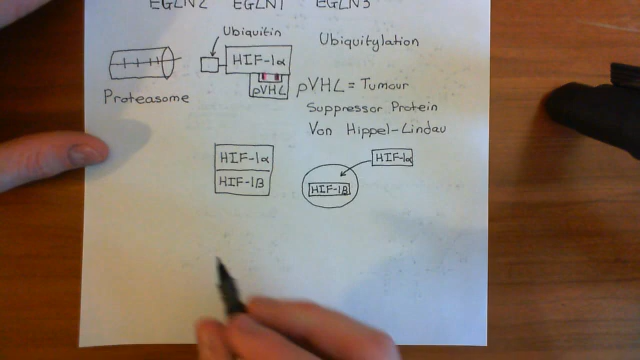 EGLN2 EGLN1 EGLN3
Ubiquitin
Ubiquitylation
HIF-1α
pVHL
Proteasome
pVHL = Tumour
Suppressor Protein
Von Hippel-Lindau
HIF-1α
HIF-1β
HIF-1α
HIF-1β